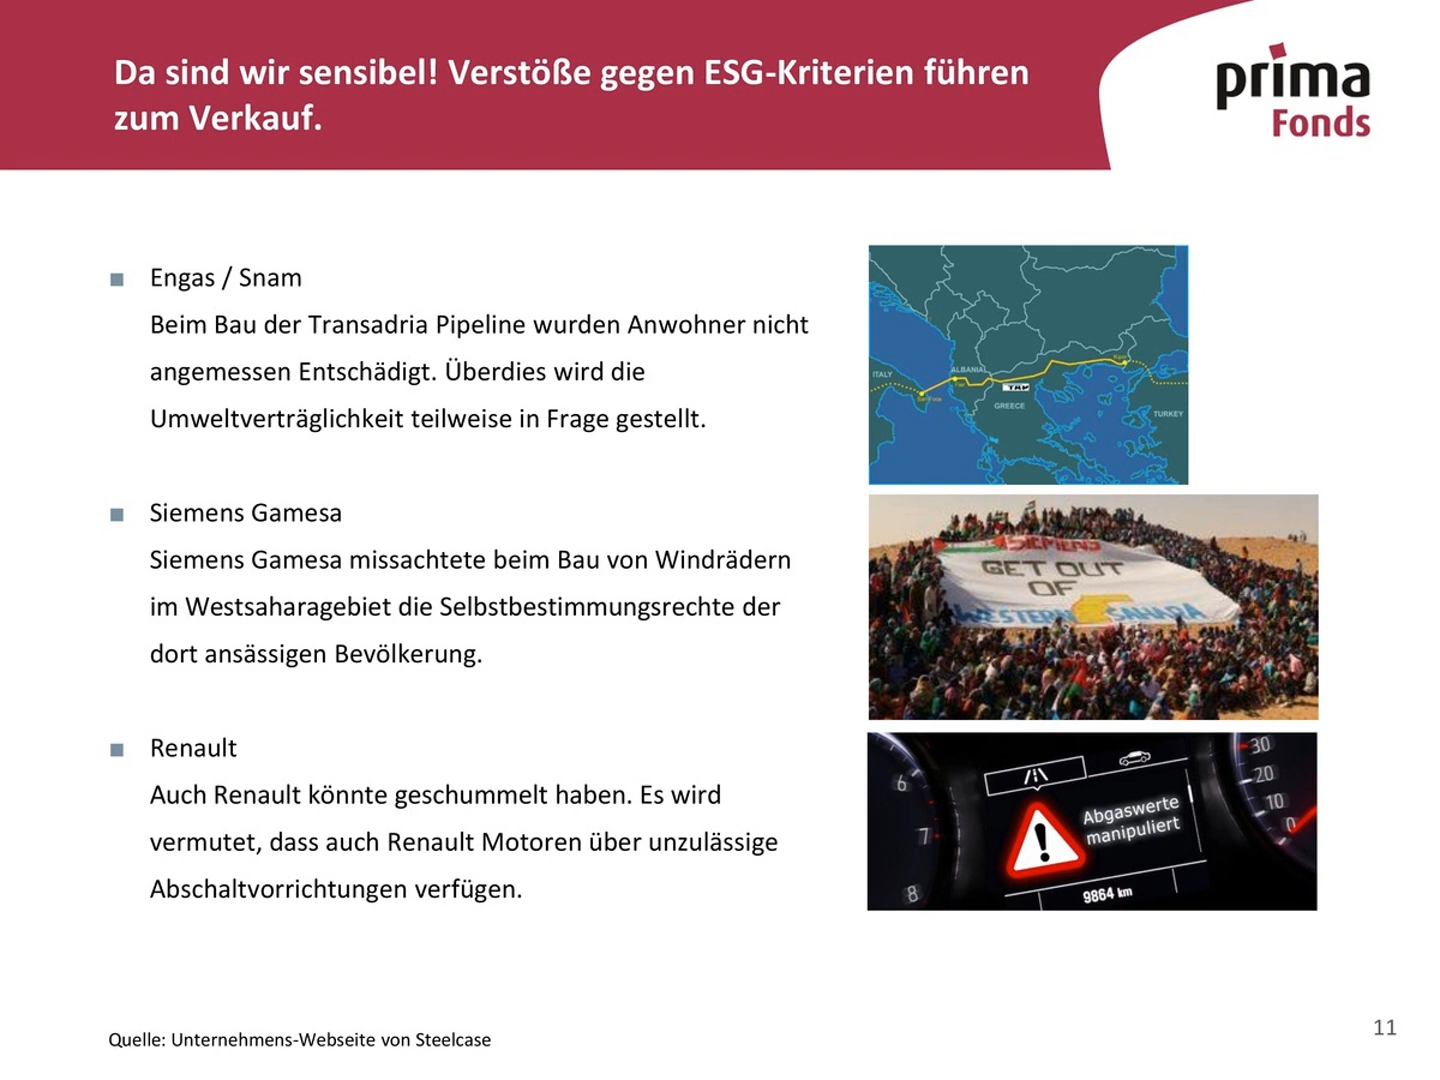 Da sind wir sensibel! Verstöße gegen ESG-Kriterien führen
zum Verkauf.
prima
Fonds
■ Engas / Snam
Beim Bau der Transadria Pipeline wurden Anwohner nicht
angemessen Entschädigt. Überdies wird die
Umweltverträglichkeit teilweise in Frage gestellt.
ITALY
ALBANIA
GREECE
TURKEY
■ Siemens Gamesa
Siemens Gamesa missachtete beim Bau von Windrädern
im Westsaharagebiet die Selbstbestimmungsrechte der
dort ansässigen Bevölkerung.
SIEMENS
GET OUT
OF
WESTERN SAHARA
■ Renault
Auch Renault könnte geschummelt haben. Es wird
vermutet, dass auch Renault Motoren über unzulässige
Abschaltvorrichtungen verfügen.
6
7
8
Abgaswerte
manipuliert
9864 km
30
20
10
0
Quelle: Unternehmens-Webseite von Steelcase
11